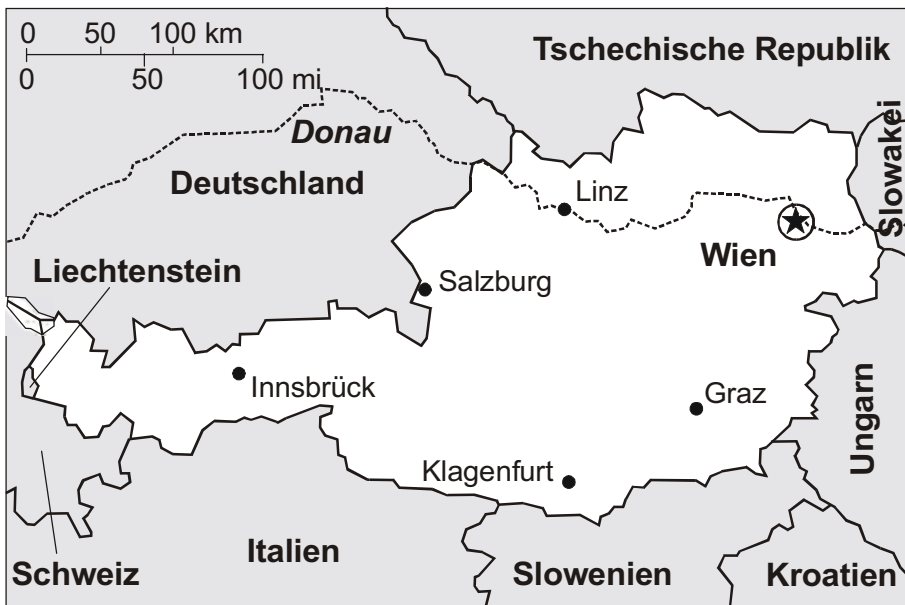 0 50 100 km
0 50 100 mi
Tschechische Republik
Donau
Deutschland
Slowakei
Linz
Wien
Liechtenstein
Salzburg
Innsbrück
Graz
Ungarn
Klagenfurt
Italien
Schweiz
Slowenien
Kroatien